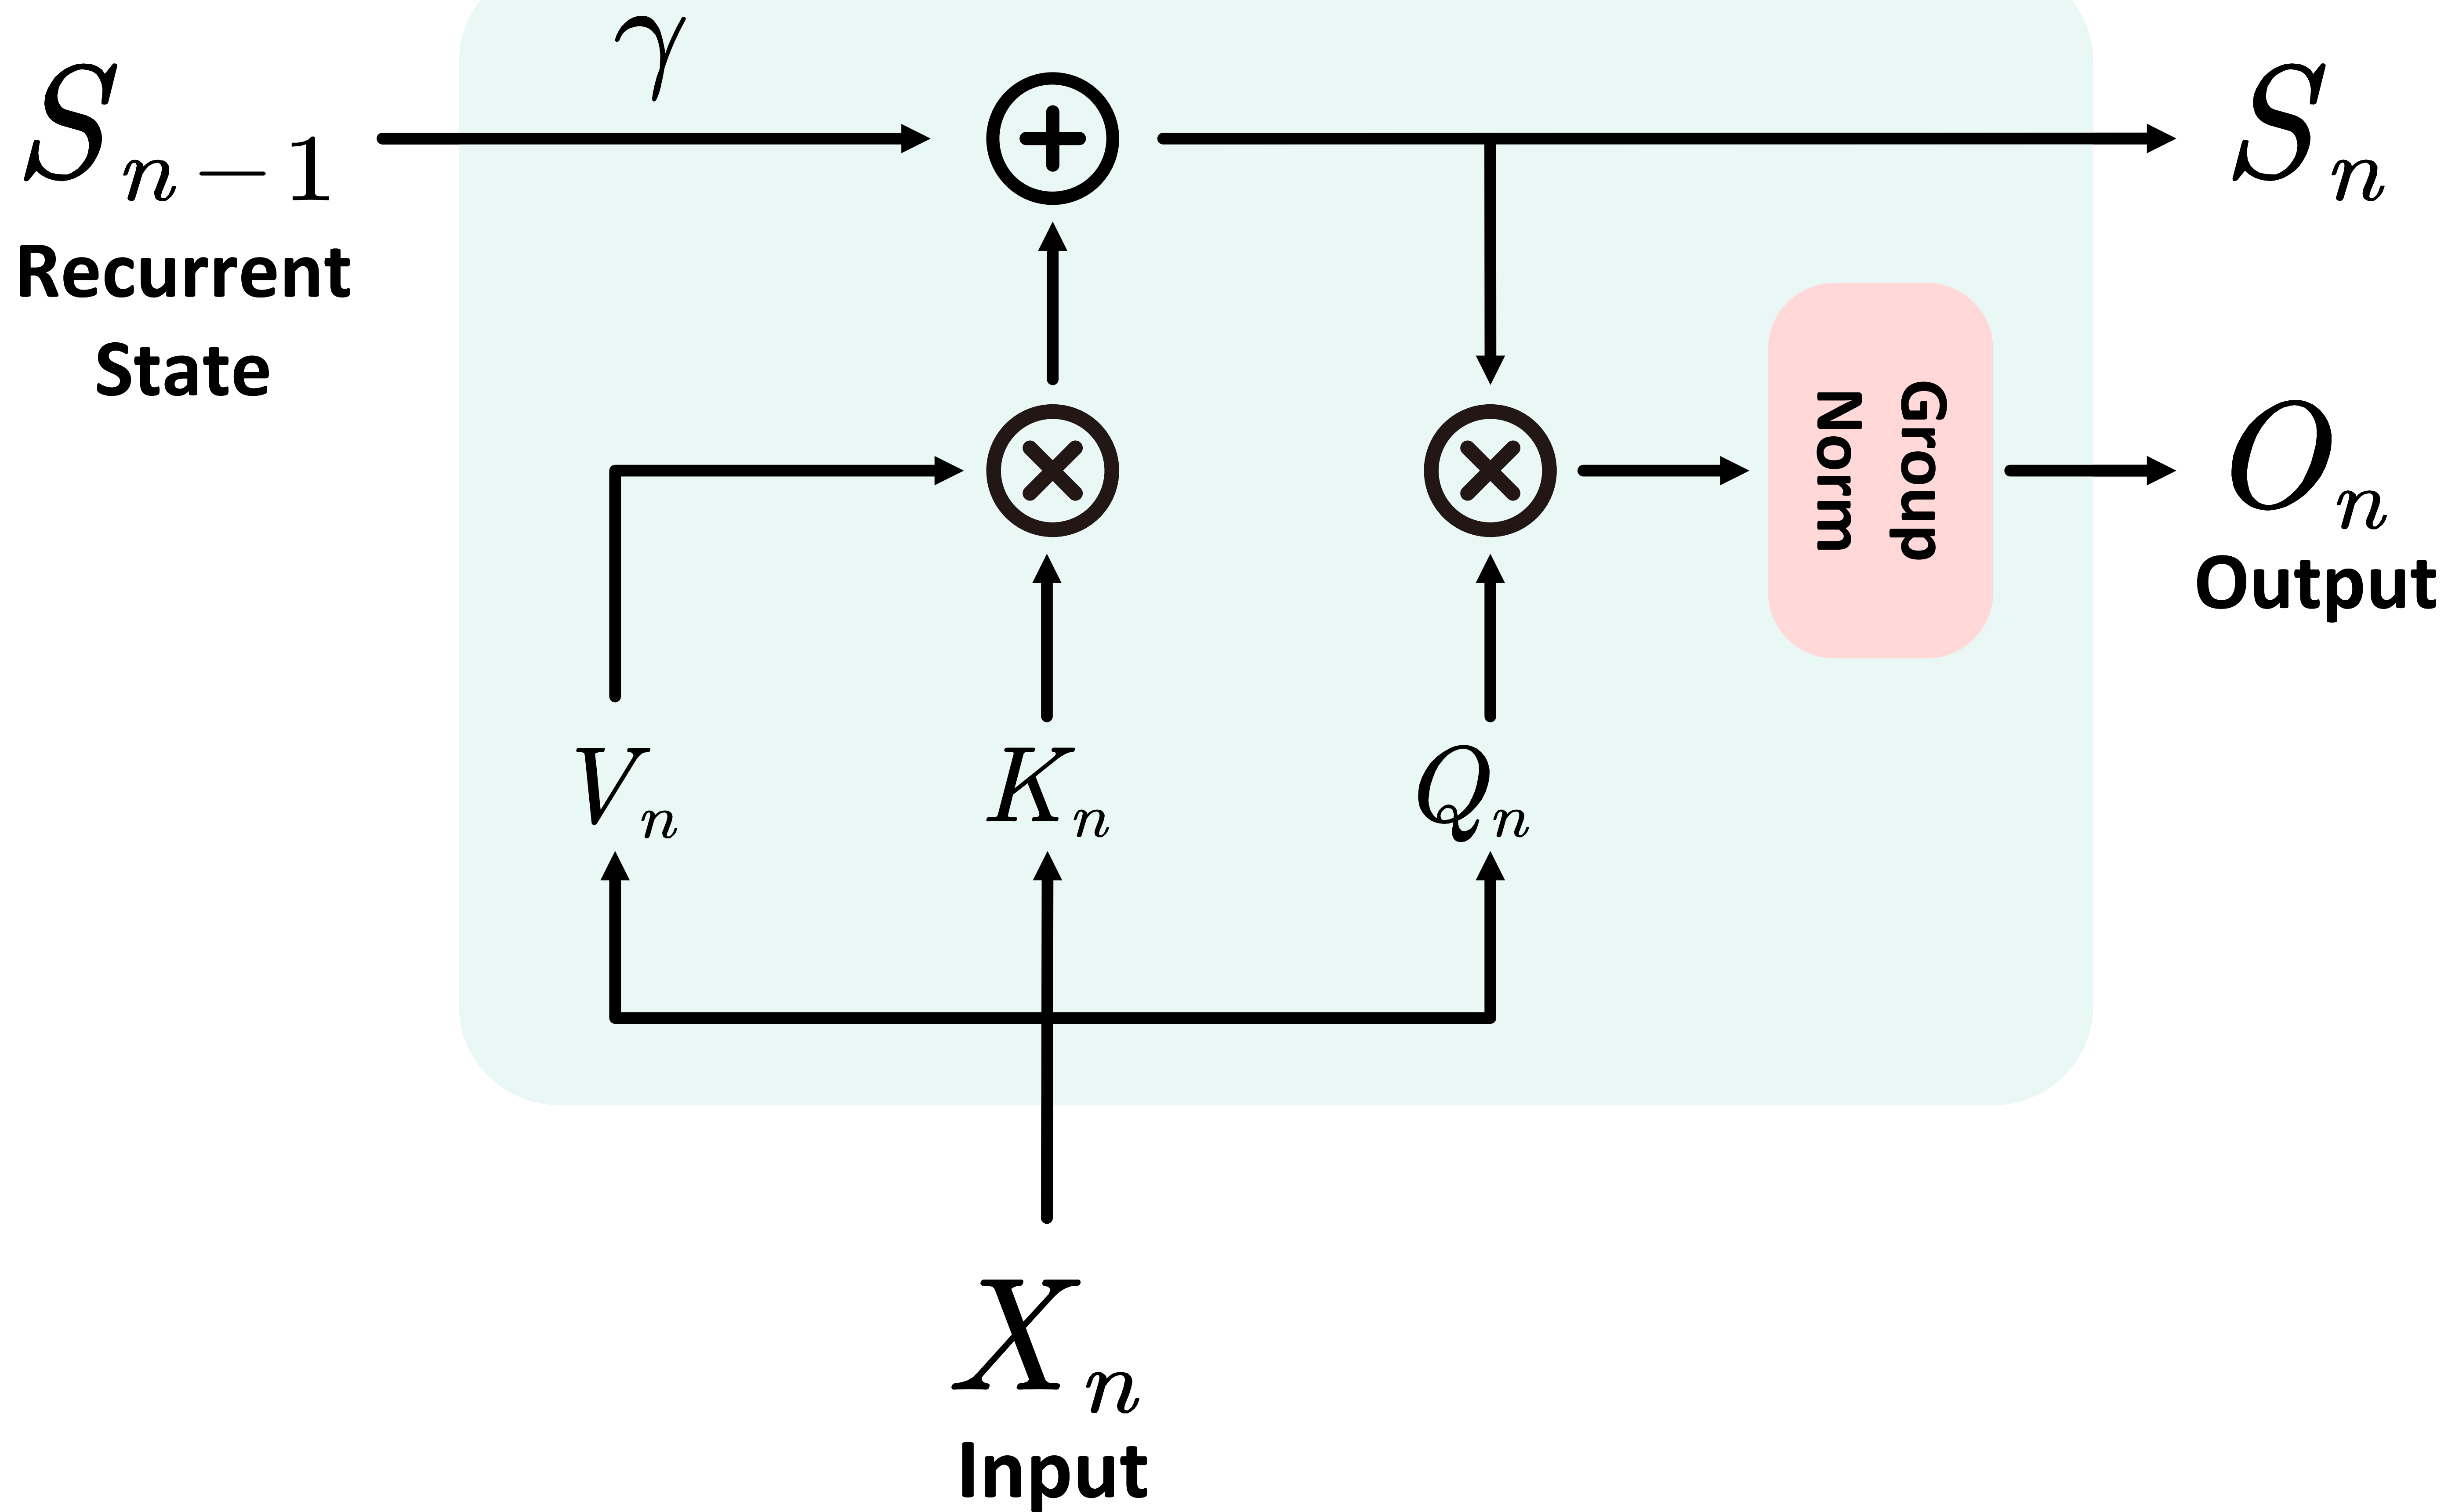 γ
S_{n-1}
Recurrent
State
S_n
Group
Norm
O_n
Output
V_n
K_n
Q_n
X_n
Input